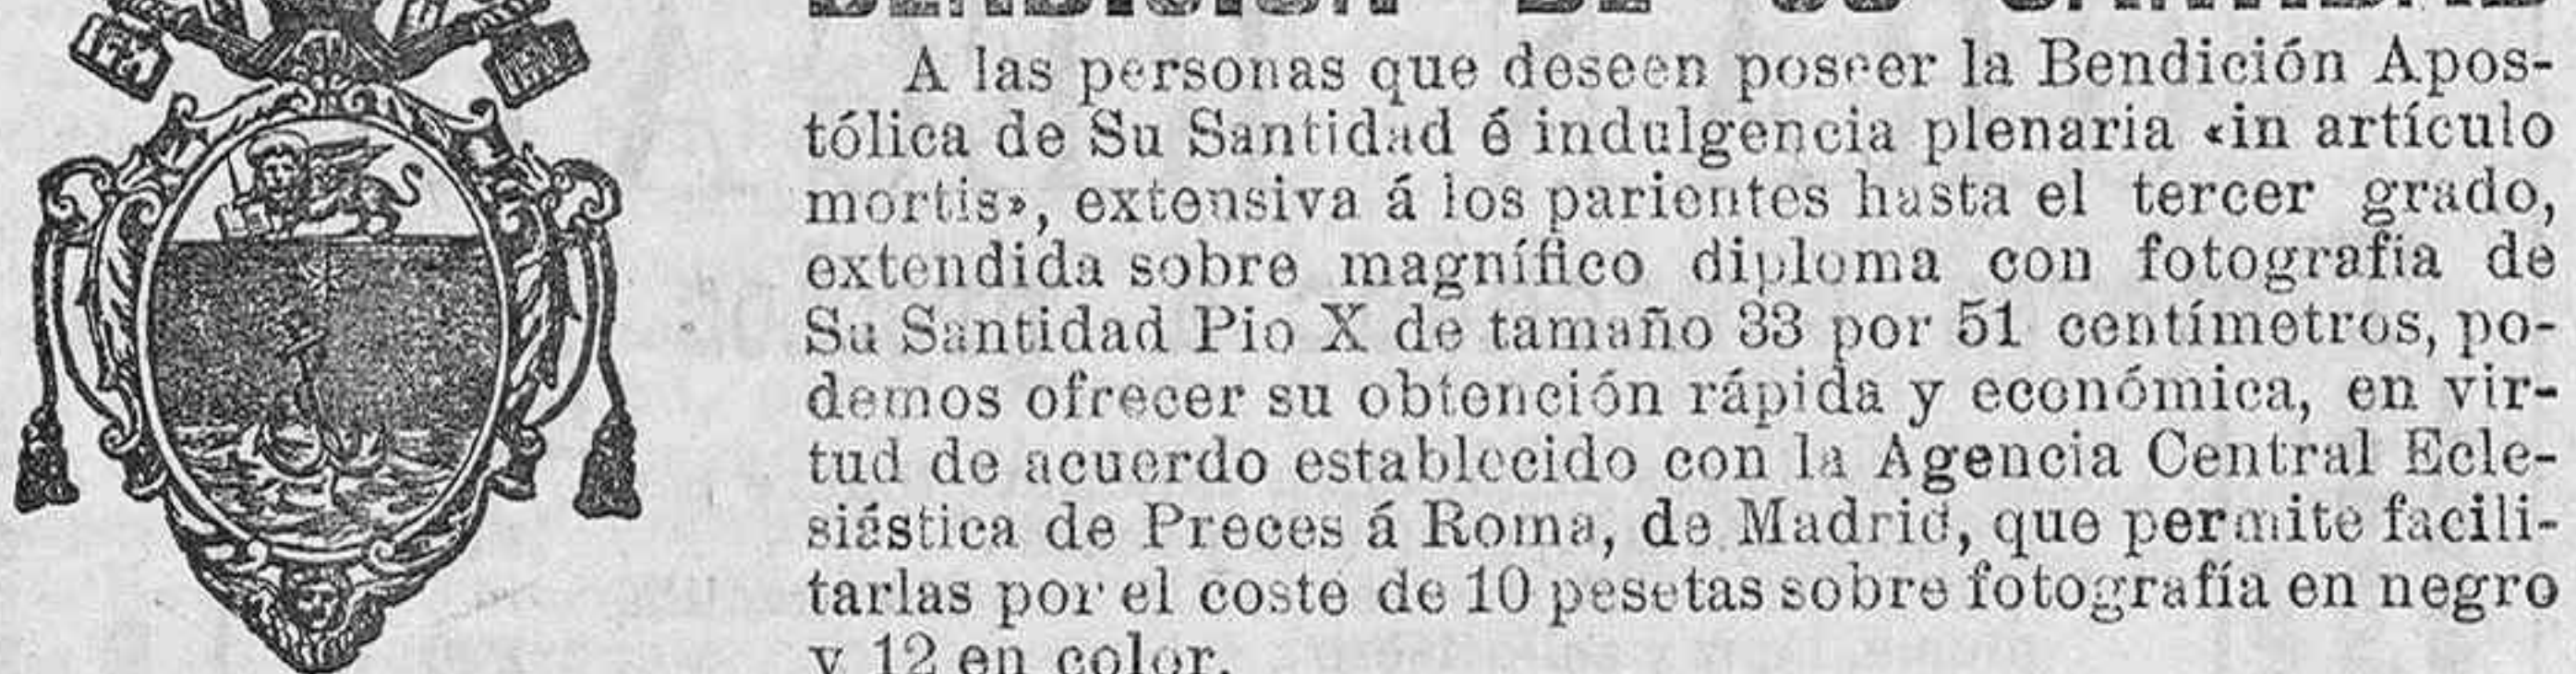 BENDICIÓN DE SU SANTIDAD
A las personas que deseen poseer la Bendición Apos-
tólica de Su Santidad é indulgencia plenaria «in artículo
mortis», extensiva á los parientes hasta el tercer grado,
extendida sobre magnífico diploma con fotografía de
Su Santidad Pio X de tamaño 33 por 51 centímetros, po-
demos ofrecer su obtención rápida y económica, en vir-
tud de acuerdo establecido con la Agencia Central Ecle-
siástica de Preces á Roma, de Madrid, que permite facili-
tarlas por el coste de 10 pesetas sobre fotografía en negro
y 12 en color.